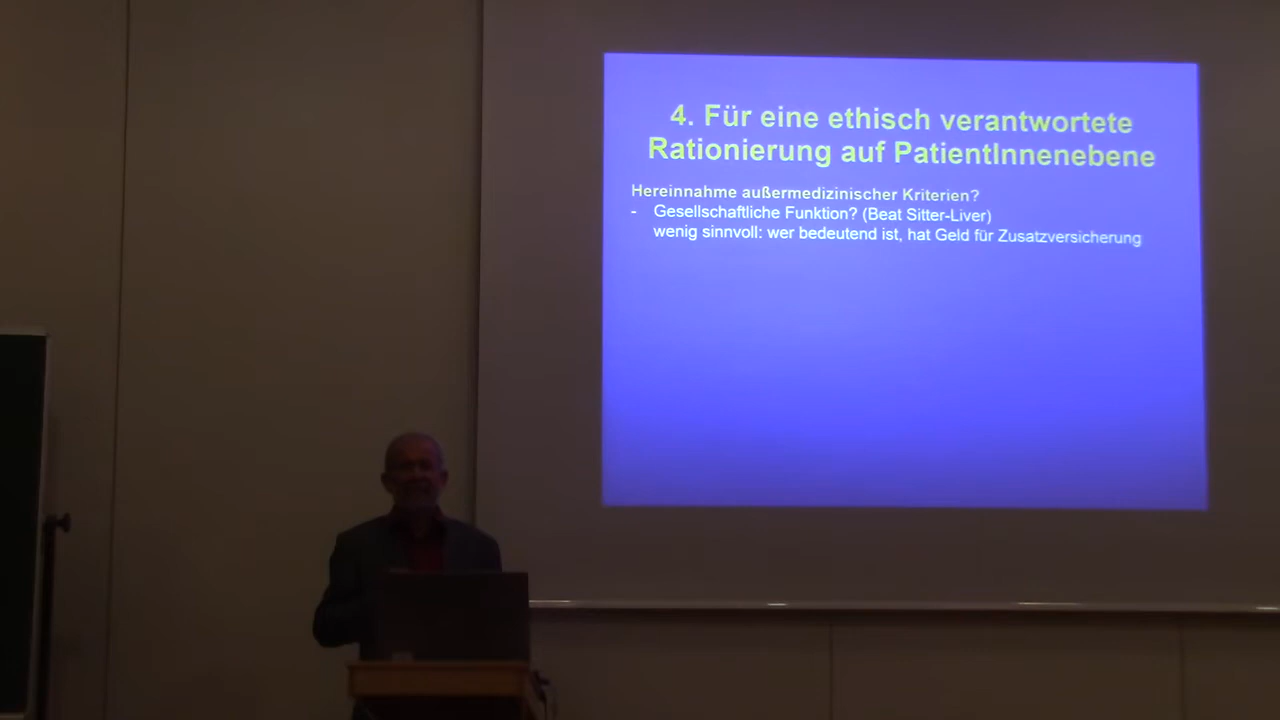 4. Für eine ethisch verantwortete
Rationierung auf PatientInnenebene
Hereinnahme außermedizinischer Kriterien?
- Gesellschaftliche Funktion? (Beat Sitter-Liver)
wenig sinnvoll: wer bedeutend ist, hat Geld für Zusatzversicherung